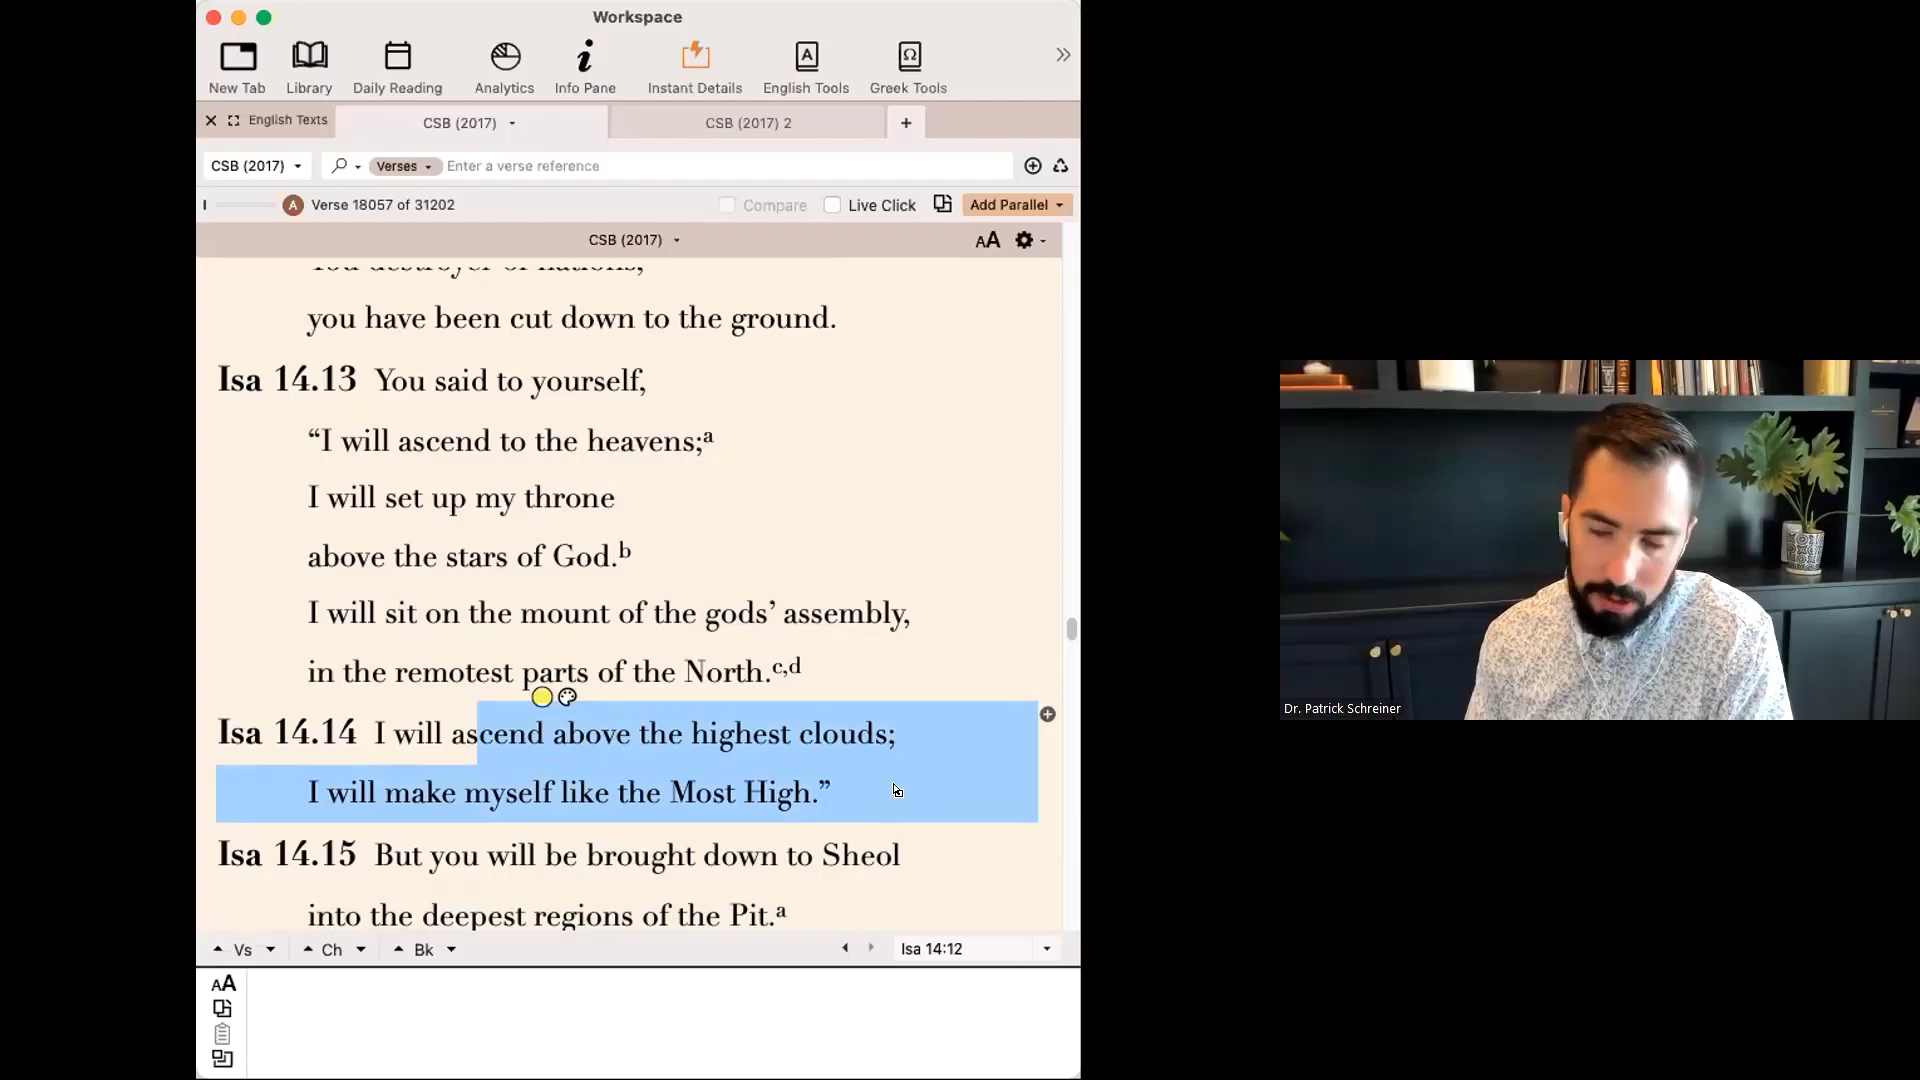 Workspace
New Tab
Library
Daily Reading
Analytics
Info Pane
Instant Details
English Tools
Greek Tools
English Texts
CSB (2017)
CSB (2017) 2
CSB (2017)
Verses
Enter a verse reference
Verse 18057 of 31202
Compare
Live Click
Add Parallel
CSB (2017)
AA
You destroyer of nations,
you have been cut down to the ground.
Isa 14.13 You said to yourself,
“I will ascend to the heavens;a
I will set up my throne
above the stars of God.b
I will sit on the mount of the gods’ assembly,
in the remotest parts of the North.c,d
Isa 14.14 I will ascend above the highest clouds;
I will make myself like the Most High.”
Isa 14.15 But you will be brought down to Sheol
into the deepest regions of the Pit.a
Vs
Ch
Bk
Isa 14:12
AA
Dr. Patrick Schreiner